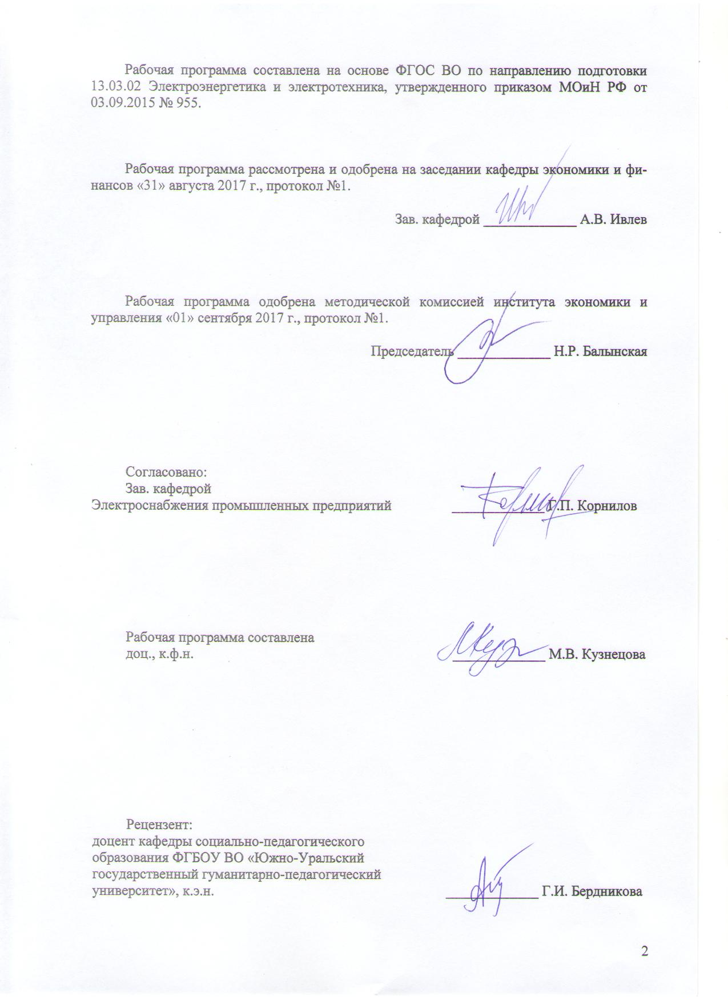 Рабочая программа составлена на основе ФГОС ВО по направлению подготовки
13.03.02 Электроэнергетика и электротехника, утвержденного приказом МОиН РФ от
03.09.2015 № 955.
Рабочая программа рассмотрена и одобрена на заседании кафедры экономики и фи-
нансов «31» августа 2017 г., протокол №1.
Зав. кафедрой _____________ А.В. Ивлев
Рабочая программа одобрена методической комиссией института экономики и
управления «01» сентября 2017 г., протокол №1.
Председатель _____________ Н.Р. Балынская
Согласовано:
Зав. кафедрой
Электроснабжения промышленных предприятий _____________ Г.П. Корнилов
Рабочая программа составлена
доц., к.ф.н. _____________ М.В. Кузнецова
Рецензент:
доцент кафедры социально-педагогического
образования ФГБОУ ВО «Южно-Уральский
государственный гуманитарно-педагогический
университет», к.э.н. _____________ Г.И. Бердникова
2